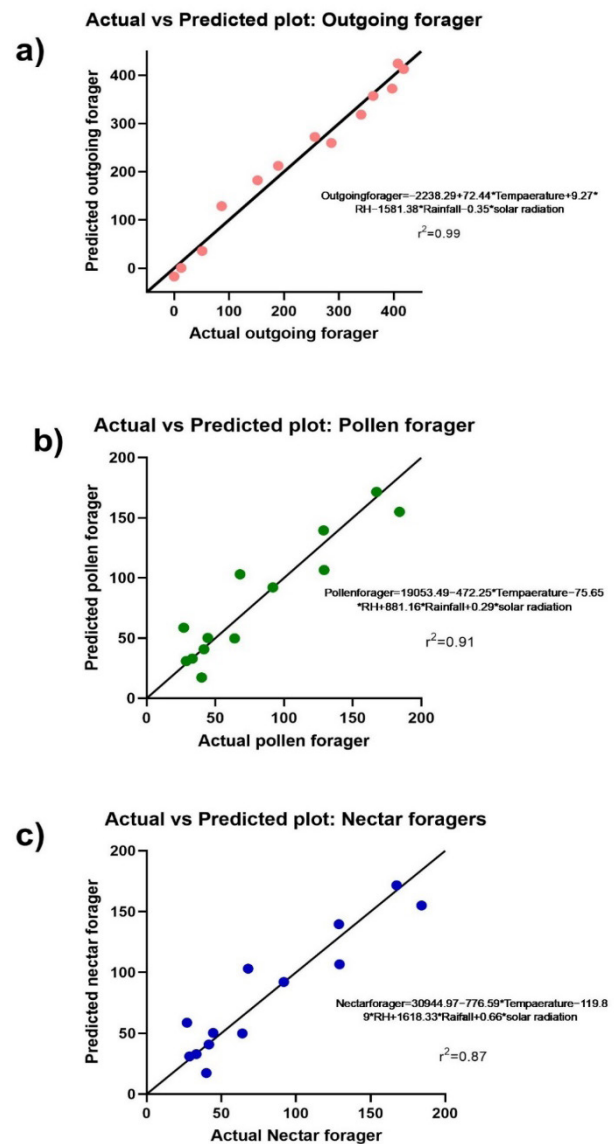 Actual vs Predicted plot: Outgoing forager
a)
400
300
200
100
0
Predicted outgoing forager
Outgoingforager=−2238.29+72.44*Tempaerature+9.27*
RH−1581.38*Rainfall−0.35*solar radiation
r²=0.99
0 100 200 300 400
Actual outgoing forager
b)
Actual vs Predicted plot: Pollen forager
200
150
100
50
0
Predicted pollen forager
Pollenforager=19053.49−472.25*Tempaerature−75.65
*RH+881.16*Rainfall+0.29*solar radiation
r²=0.91
0 50 100 150 200
Actual pollen forager
Actual vs Predicted plot: Nectar foragers
c)
200
150
100
50
0
Predicted nectar forager
Nectarforager=30944.97−776.59*Tempaerature−119.8
9*RH+1618.33*Raifall+0.66*solar radiation
r²=0.87
0 50 100 150 200
Actual Nectar forager